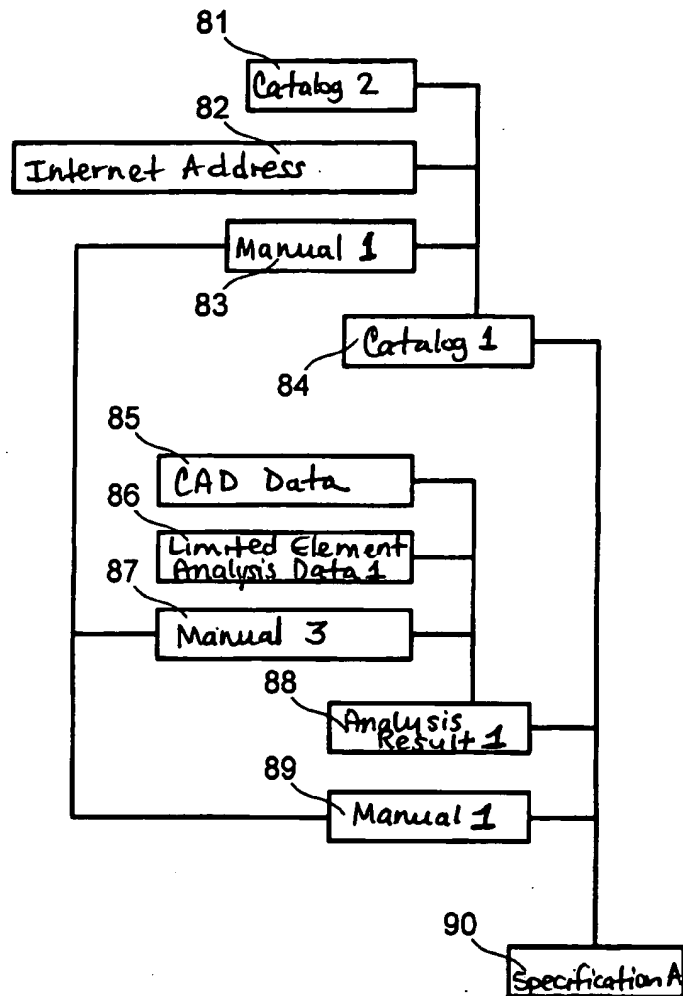 81
Catalog 2
82
Internet Address
Manual 1
83
Catalog 1
84
85
CAD Data
86
Limited Element
Analysis Data 1
87
Manual 3
88
Analysis
Result 1
89
Manual 1
90
Specification A